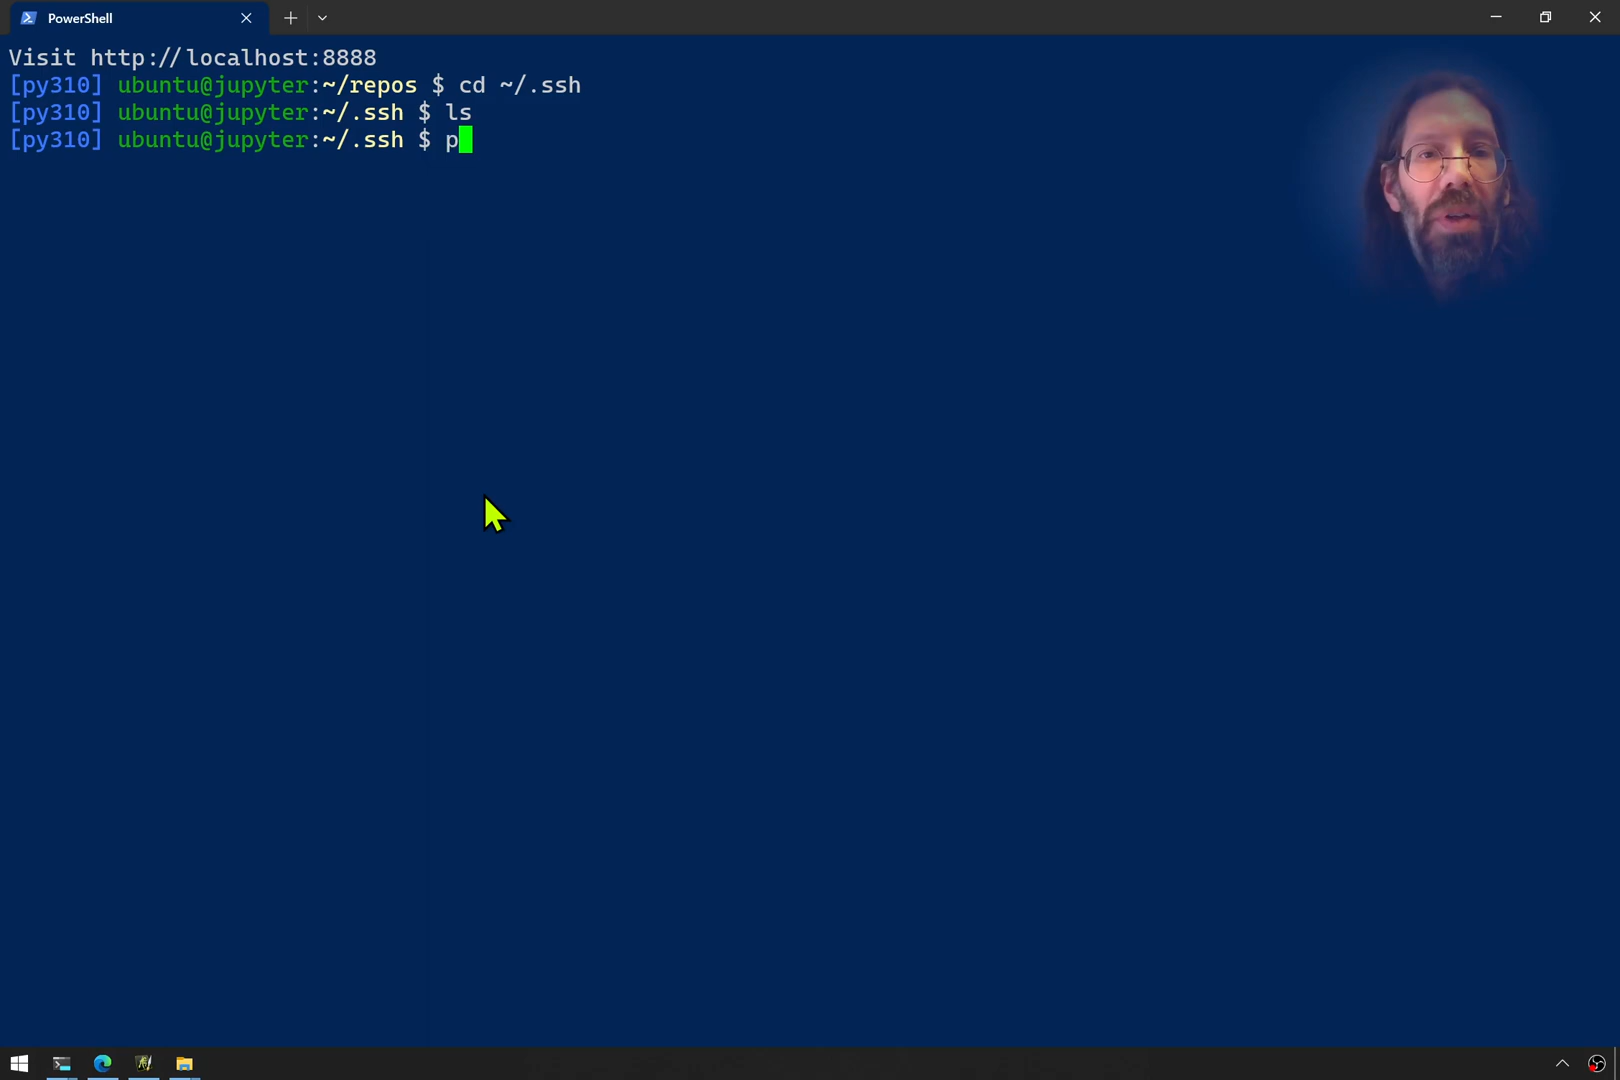 PowerShell
Visit http://localhost:8888
[py310] ubuntu@jupyter:~/repos $ cd ~/.ssh
[py310] ubuntu@jupyter:~/.ssh $ ls
[py310] ubuntu@jupyter:~/.ssh $ p